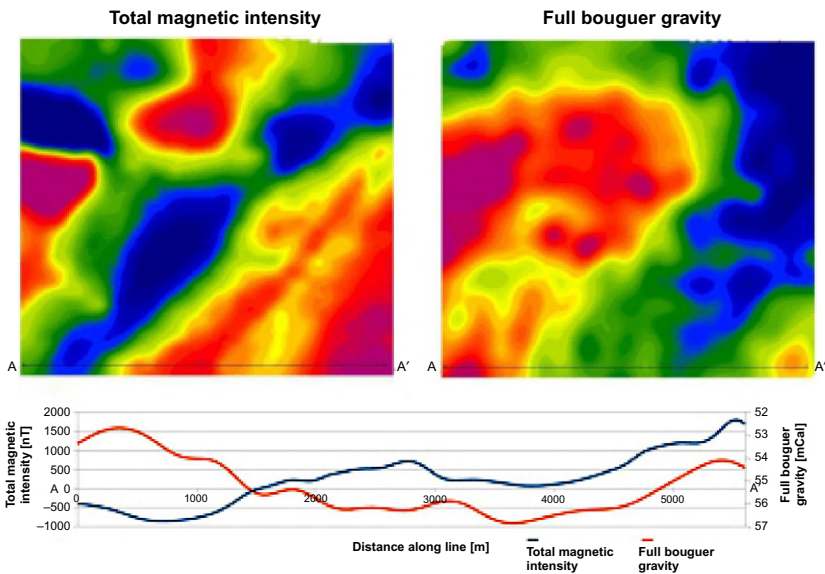 Total magnetic intensity
Full bouguer gravity
A
A′
A
A′
Total magnetic
intensity [nT]
2000
1500
1000
500
A 0
–500
–1000
0
1000
2000
3000
4000
5000
52
53
54
55
A′
56
57
Full bouguer
gravity [mCal]
Distance along line [m]
Total magnetic
intensity
Full bouguer
gravity